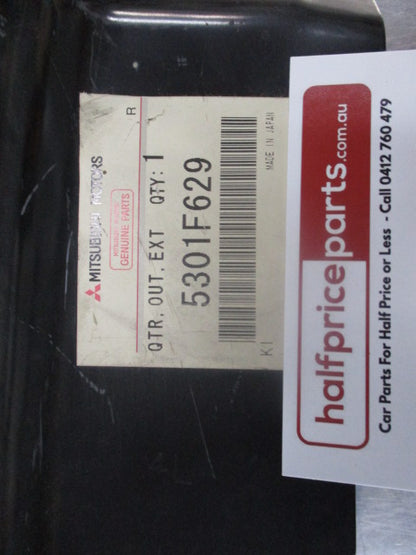 R
MITSUBISHI MOTORS
GENUINE PARTS
QTR, OUT, EXT QTY: 1
5301F629
MADE IN JAPAN
KI
halfpriceparts.com.au
Car Parts For Half Price or Less - Call 0412 760 479